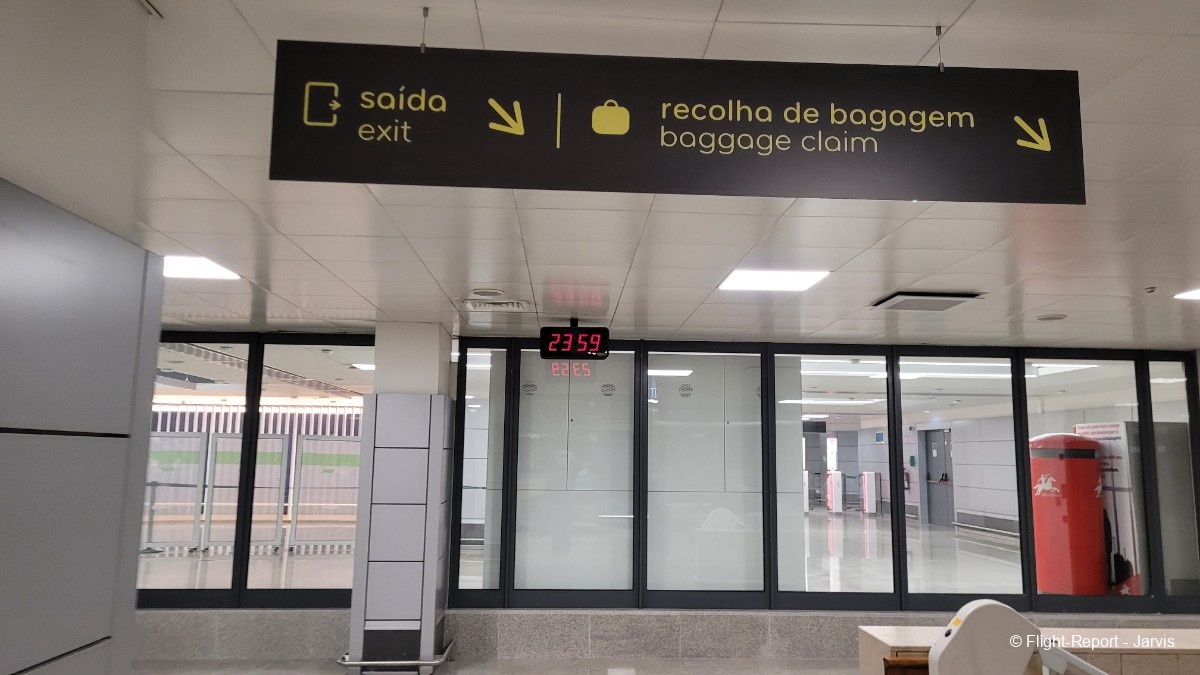 saída
exit
recolha de bagagem
baggage claim
23:59
© Flight-Report - Jarvis